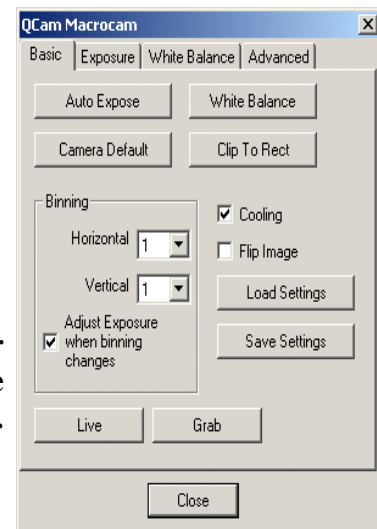 QCam Macrocam
Basic Exposure White Balance Advanced
Auto Expose White Balance
Camera Default Clip To Rect
Binning
Horizontal 1
Vertical 1
Adjust Exposure
when binning
changes
Cooling
Flip Image
Load Settings
Save Settings
Live Grab
Close